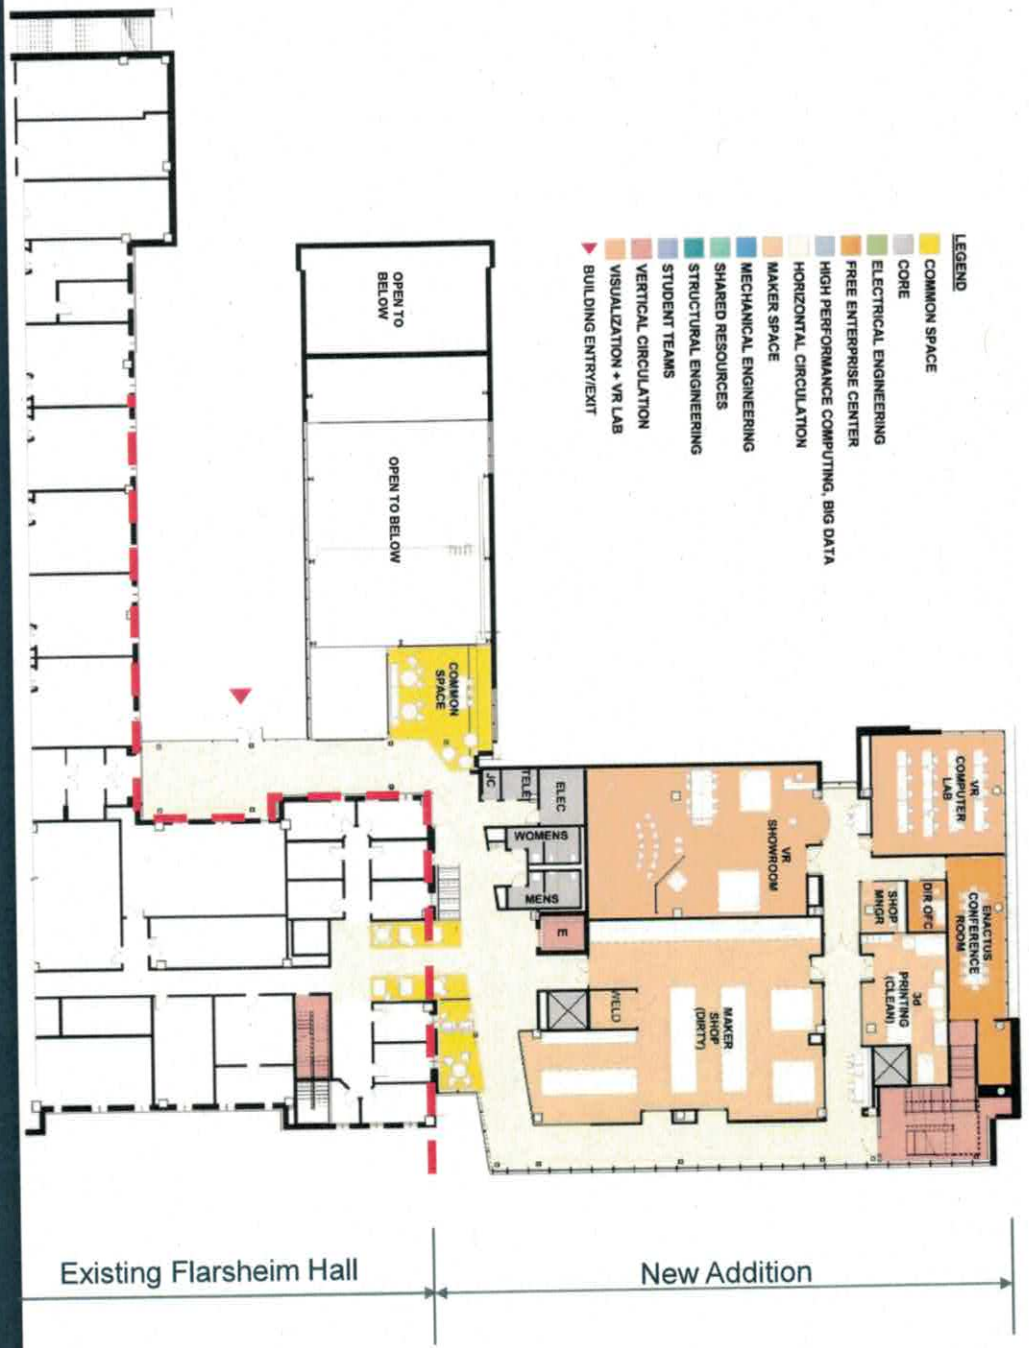 LEGEND
COMMON SPACE
CORE
ELECTRICAL ENGINEERING
FREE ENTERPRISE CENTER
HIGH PERFORMANCE COMPUTING, BIG DATA
HORIZONTAL CIRCULATION
MAKER SPACE
MECHANICAL ENGINEERING
SHARED RESOURCES
STRUCTURAL ENGINEERING
STUDENT TEAMS
VERTICAL CIRCULATION
VISUALIZATION + VR LAB
BUILDING ENTRY/EXIT
OPEN TO
BELOW
OPEN TO BELOW
COMMON
SPACE
JC
TELE
ELEC
WOMENS
MENS
E
VR
SHOWROOM
VR
COMPUTER
LAB
DIR OFC
SHOP
MNGR
ENACTUS
CONFERENCE
ROOM
3d
PRINTING
(CLEAN)
WELD
MAKER
SHOP
(DIRTY)
Existing Flarsheim Hall
New Addition